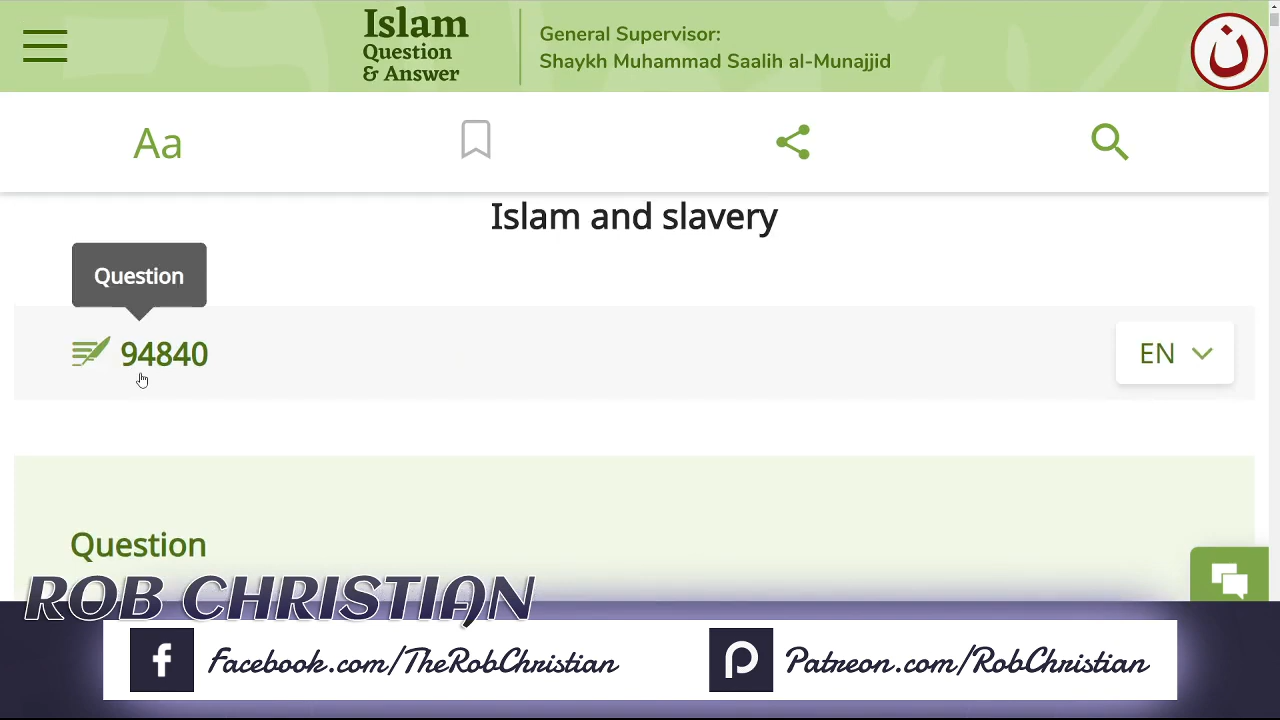 Islam
Question
& Answer
General Supervisor:
Shaykh Muhammad Saalih al-Munajjid
ن
Aa
Islam and slavery
Question
94840
EN
Question
ROB CHRISTIAN
Facebook.com/TheRobChristian
Patreon.com/RobChristian